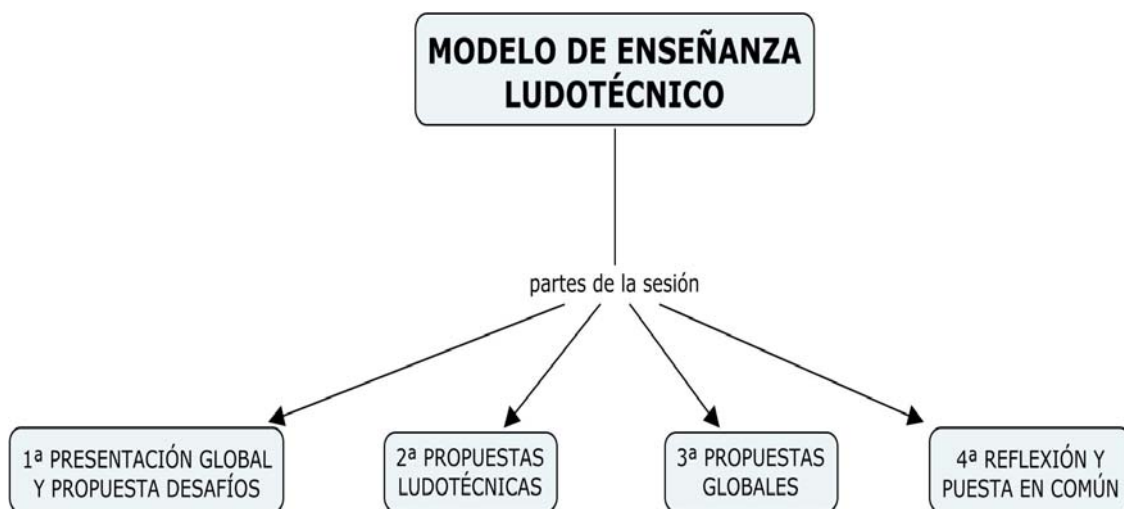 MODELO DE ENSEÑANZA
LUDOTÉCNICO
partes de la sesión
1ª PRESENTACIÓN GLOBAL
Y PROPUESTA DESAFÍOS
2ª PROPUESTAS
LUDOTÉCNICAS
3ª PROPUESTAS
GLOBALES
4ª REFLEXIÓN Y
PUESTA EN COMÚN